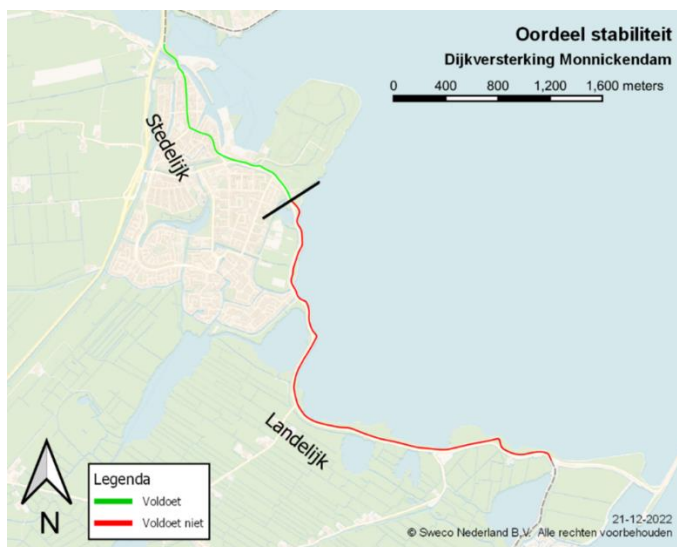 Oordeel stabiliteit
Dijkversterking Monnickendam
0 400 800 1,200 1,600 meters
Stedelijk
Landelijk
N
Legenda
Voldoet
Voldoet niet
21-12-2022
© Sweco Nederland B.V. Alle rechten voorbehouden